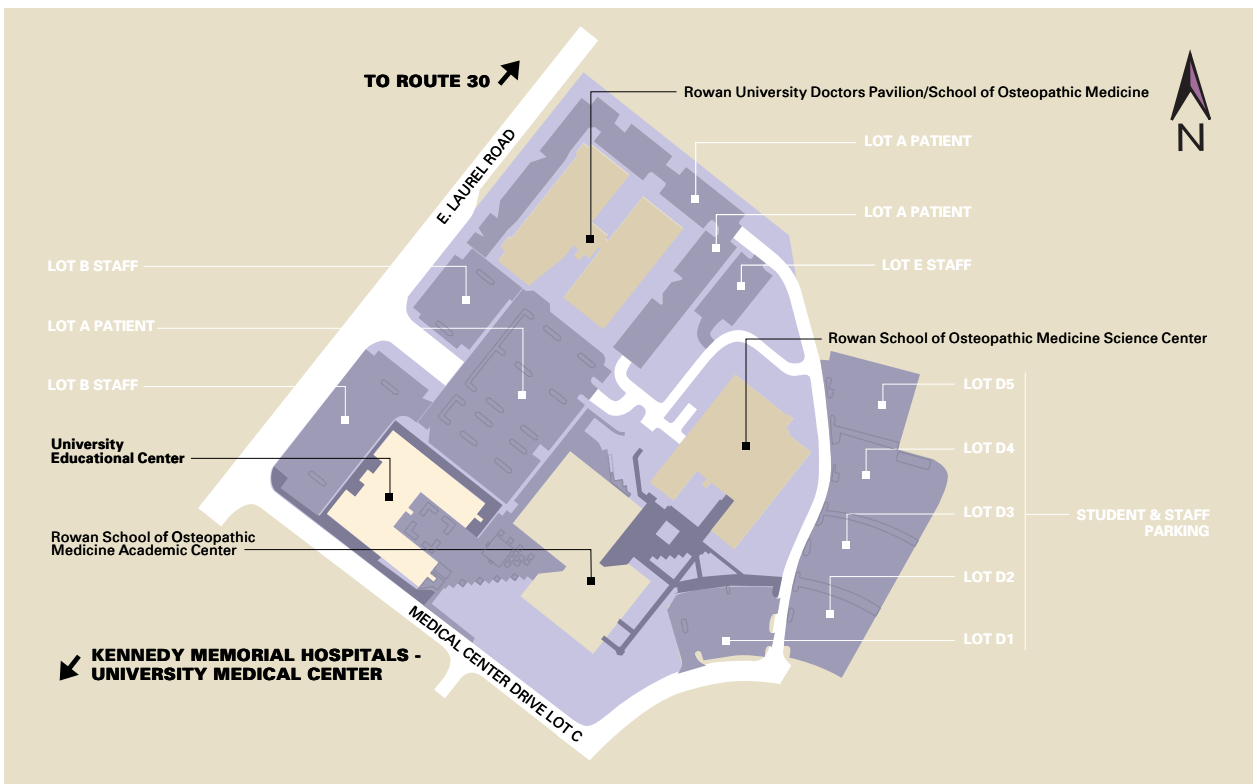 TO ROUTE 30
Rowan University Doctors Pavilion/School of Osteopathic Medicine
N
E. LAUREL ROAD
LOT A PATIENT
LOT A PATIENT
LOT B STAFF
LOT E STAFF
LOT A PATIENT
Rowan School of Osteopathic Medicine Science Center
LOT B STAFF
LOT D5
University
Educational Center
LOT D4
LOT D3
STUDENT & STAFF
PARKING
Rowan School of Osteopathic
Medicine Academic Center
LOT D2
LOT D1
MEDICAL CENTER DRIVE LOT C
KENNEDY MEMORIAL HOSPITALS -
UNIVERSITY MEDICAL CENTER